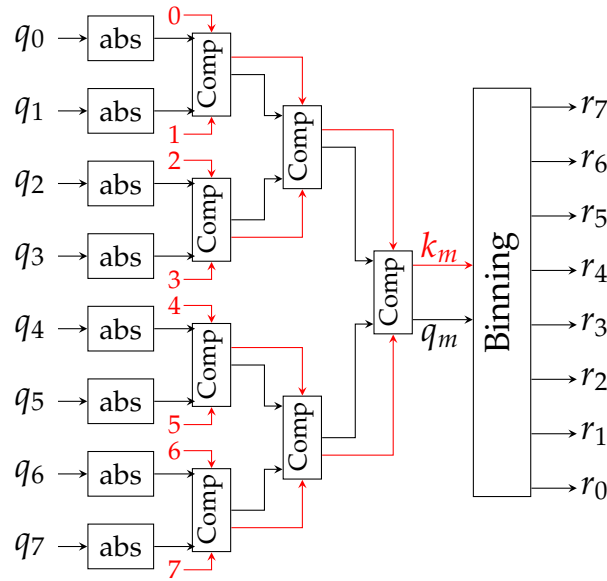 q0 abs 0 Comp
q1 abs 1
q2 abs 2 Comp
q3 abs 3
Comp
q4 abs 4 Comp
q5 abs 5
q6 abs 6 Comp
q7 abs 7
Comp
Comp
km
qm
Binning
r7
r6
r5
r4
r3
r2
r1
r0